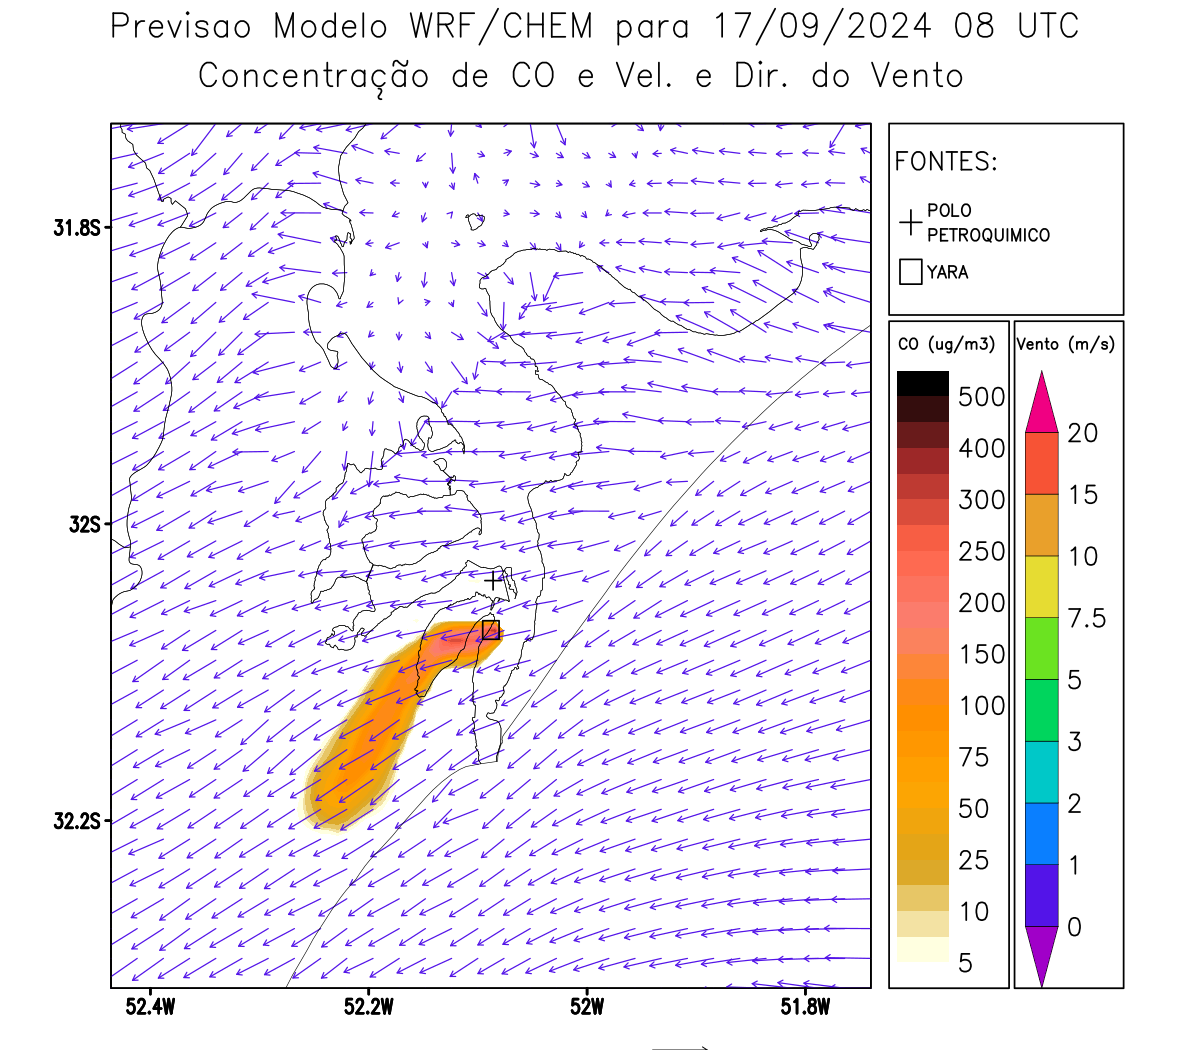 Previsao Modelo WRF/CHEM para 17/09/2024 08 UTC
Concentração de CO e Vel. e Dir. do Vento
FONTES:
POLO
PETROQUIMICO
YARA
CO (ug/m3)
500
400
300
250
200
150
100
75
50
25
10
5
Vento (m/s)
20
15
10
7.5
5
3
2
1
0
31.8S
32S
32.2S
52.4W
52.2W
52W
51.8W